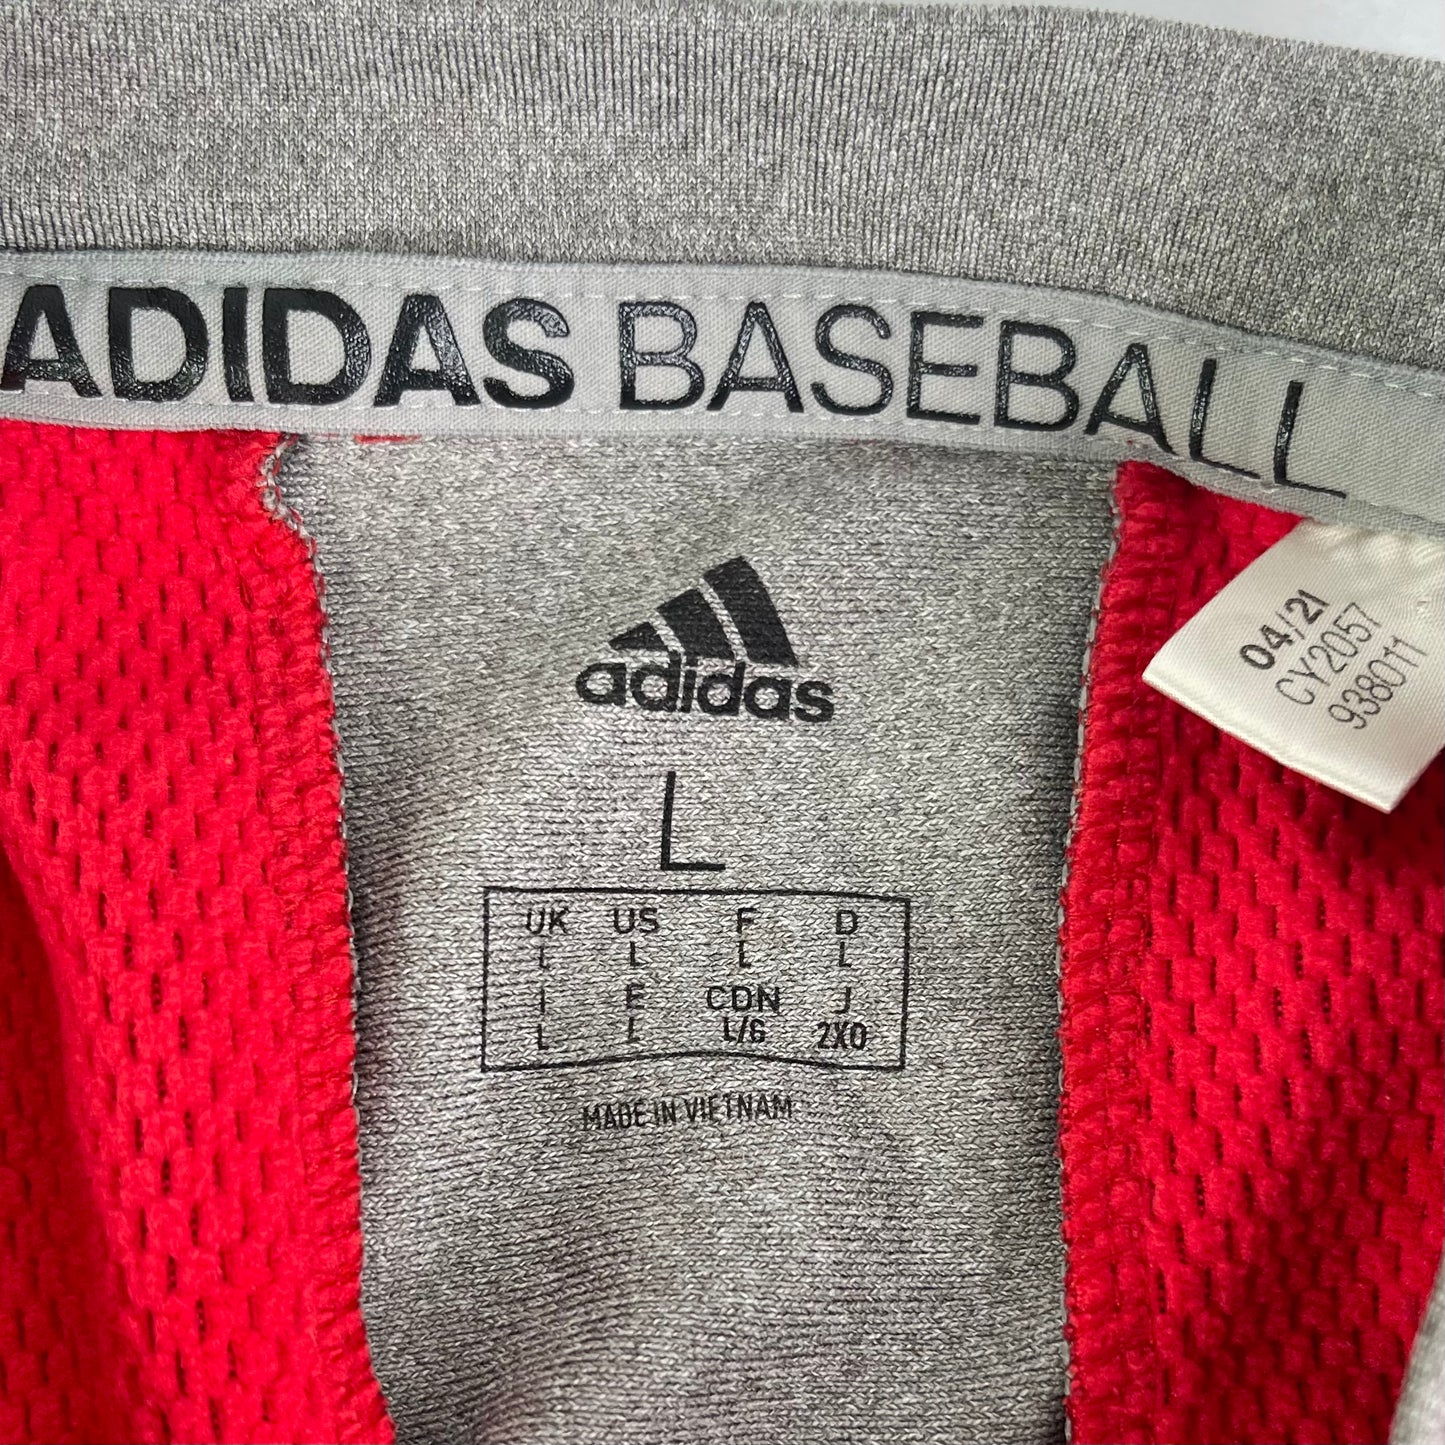 ADIDAS BASEBALL
adidas
L
UK US F D
L L L L
I E CDN J
L L L/G 2XO
MADE IN VIETNAM
04/21
CY2057
938011